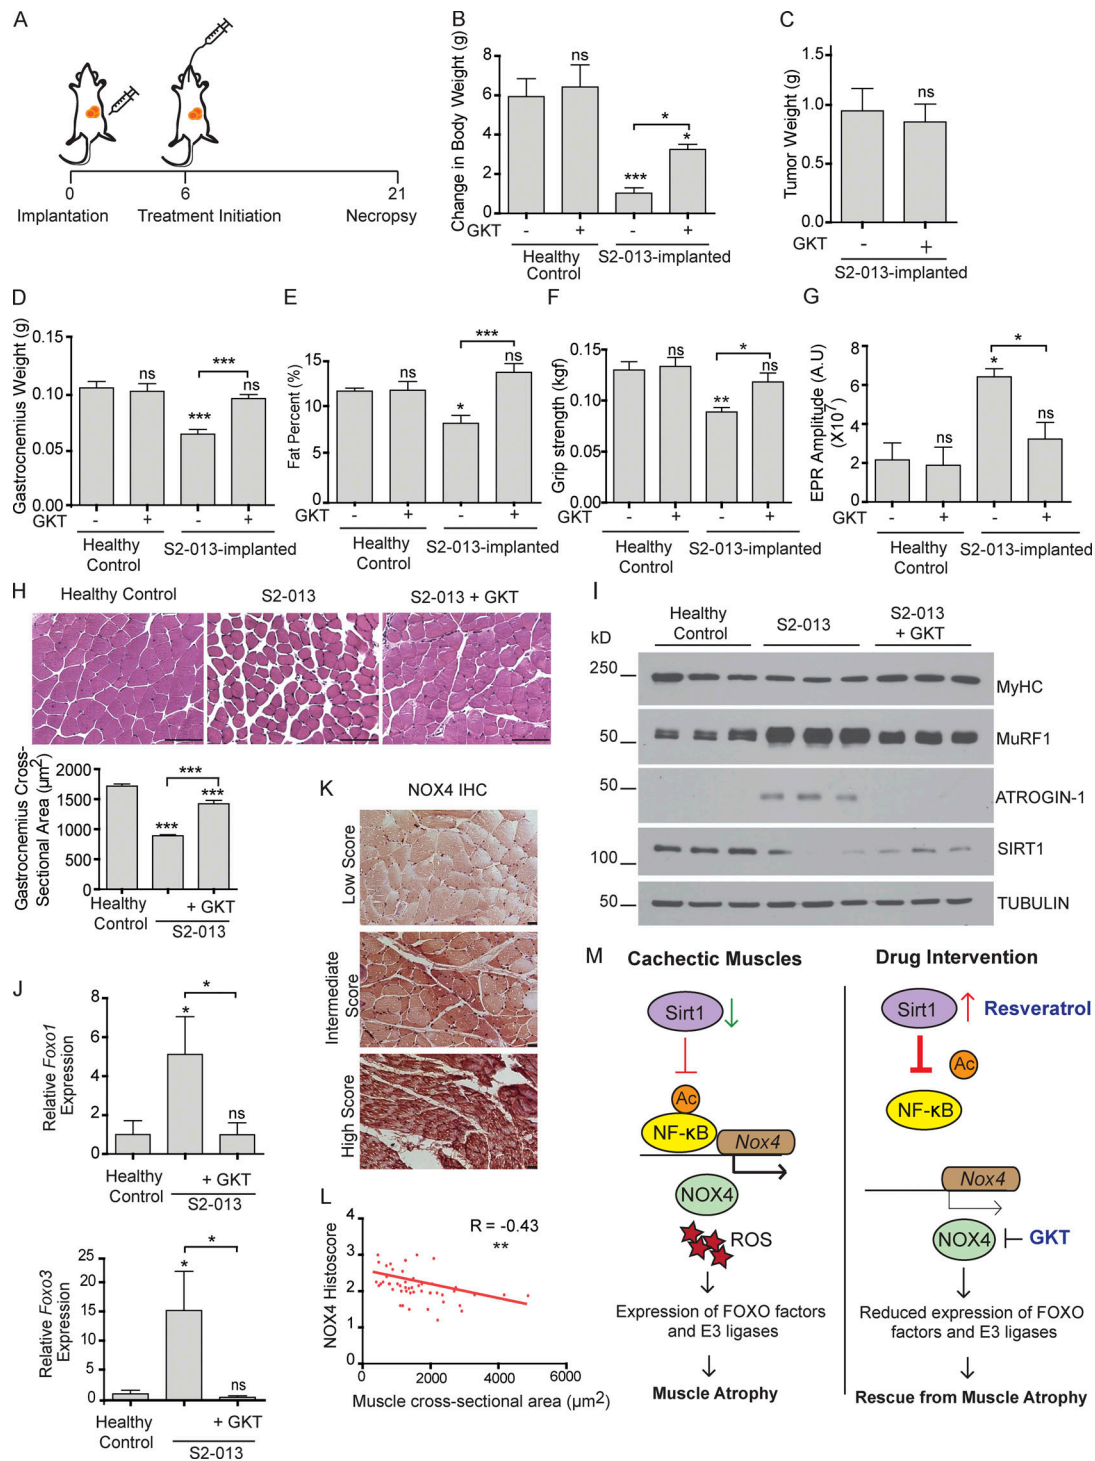 A
0
6
21
Implantation
Treatment Initiation
Necropsy
B
Change in Body Weight (g)
8
6
4
2
0
ns
***
*
*
GKT
-
+
-
+
Healthy
Control
S2-013-implanted
C
Tumor Weight (g)
1.5
1.0
0.5
0.0
ns
GKT
-
+
S2-013-implanted
D
Gastrocnemius Weight (g)
0.15
0.10
0.05
0.00
ns
***
***
ns
GKT
-
+
-
+
Healthy
Control
S2-013-implanted
E
Fat Percent (%)
15
10
5
0
ns
*
***
ns
GKT
-
+
-
+
Healthy
Control
S2-013-implanted
F
Grip strength (kgf)
0.15
0.10
0.05
0.00
ns
**
*
ns
GKT
-
+
-
+
Healthy
Control
S2-013-implanted
G
EPR Amplitude (A.U)
(X10⁷)
8
6
4
2
0
ns
*
*
ns
GKT
-
+
-
+
Healthy
Control
S2-013-implanted
H
Healthy Control
S2-013
S2-013 + GKT
Gastrocnemius Cross-
Sectional Area (µm²)
2000
1500
1000
500
0
***
***
***
Healthy
Control
+ GKT
S2-013
I
kD
Healthy
Control
S2-013
S2-013
+ GKT
250
MyHC
50
MuRF1
50
ATROGIN-1
100
SIRT1
50
TUBULIN
J
Relative Foxo1
Expression
8
6
4
2
0
*
*
ns
Healthy
Control
+ GKT
S2-013
Relative Foxo3
Expression
25
20
15
10
5
0
*
*
ns
Healthy
Control
+ GKT
S2-013
K
NOX4 IHC
Low Score
Intermediate
Score
High Score
L
NOX4 Histoscore
4
3
2
1
0
R = -0.43
**
0
2000
4000
6000
Muscle cross-sectional area (µm²)
M
Cachectic Muscles
Sirt1
Ac
NF-κB
Nox4
NOX4
ROS
Expression of FOXO factors
and E3 ligases
Muscle Atrophy
Drug Intervention
Sirt1
Resveratrol
Ac
NF-κB
Nox4
NOX4
GKT
Reduced expression of FOXO
factors and E3 ligases
Rescue from Muscle Atrophy